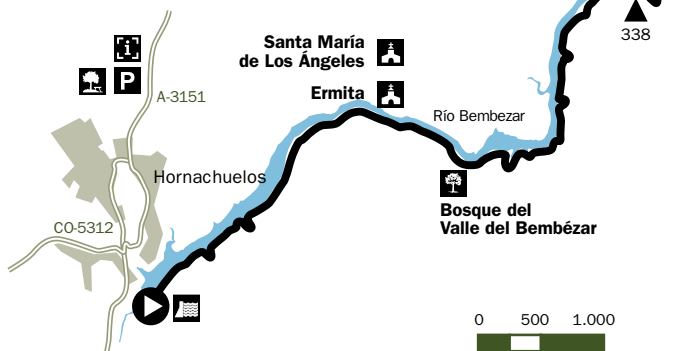 338
Santa María
de Los Ángeles
Ermita
i
P
A-3151
Río Bembezar
Hornachuelos
Bosque del
Valle del Bembézar
CO-5312
0 500 1.000